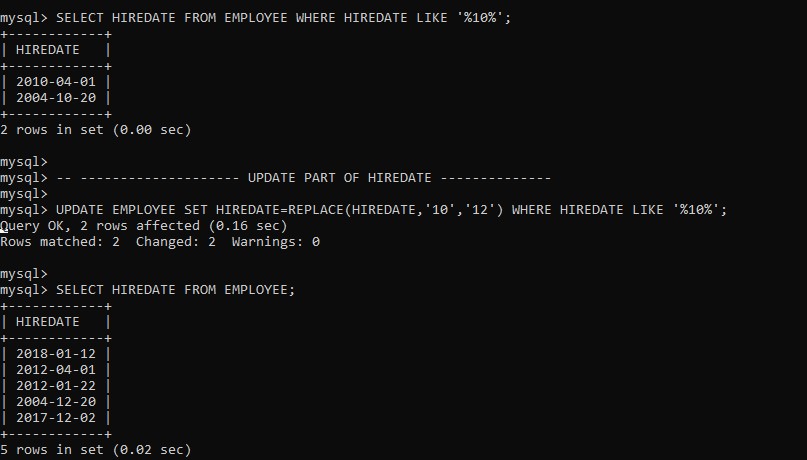 mysql> SELECT HIREDATE FROM EMPLOYEE WHERE HIREDATE LIKE '%10%';
+------------+
| HIREDATE   |
+------------+
| 2010-04-01 |
| 2004-10-20 |
+------------+
2 rows in set (0.00 sec)
mysql>
mysql> -- -------------------- UPDATE PART OF HIREDATE --------------
mysql>
mysql> UPDATE EMPLOYEE SET HIREDATE=REPLACE(HIREDATE,'10','12') WHERE HIREDATE LIKE '%10%';
Query OK, 2 rows affected (0.16 sec)
Rows matched: 2  Changed: 2  Warnings: 0
mysql>
mysql> SELECT HIREDATE FROM EMPLOYEE;
+------------+
| HIREDATE   |
+------------+
| 2018-01-12 |
| 2012-04-01 |
| 2012-01-22 |
| 2004-12-20 |
| 2017-12-02 |
+------------+
5 rows in set (0.02 sec)